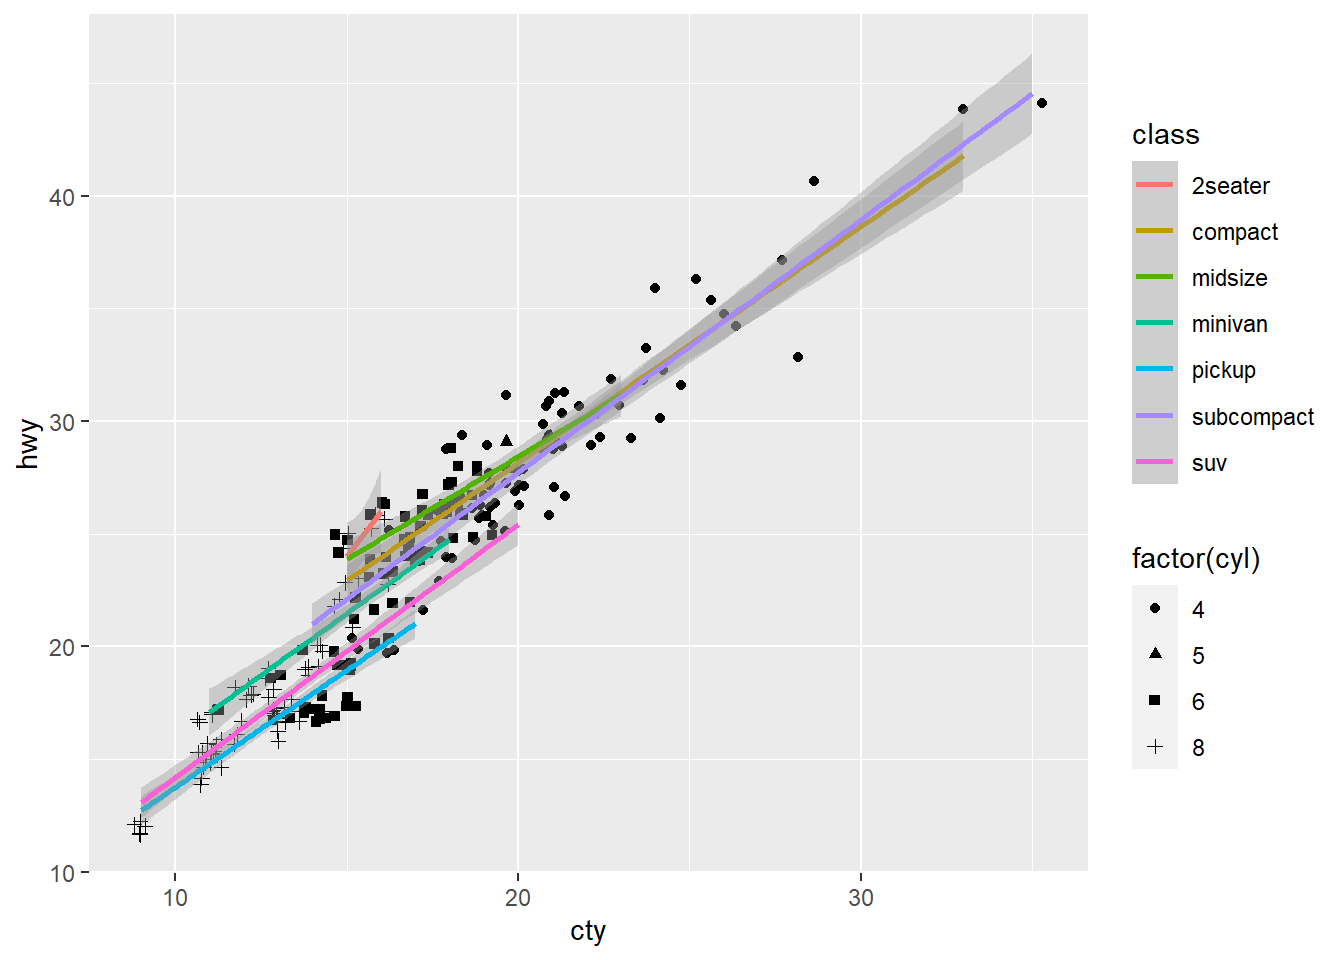 hwy
40
30
20
10
10 20 30
cty
class
2seater
compact
midsize
minivan
pickup
subcompact
suv
factor(cyl)
4
5
6
8